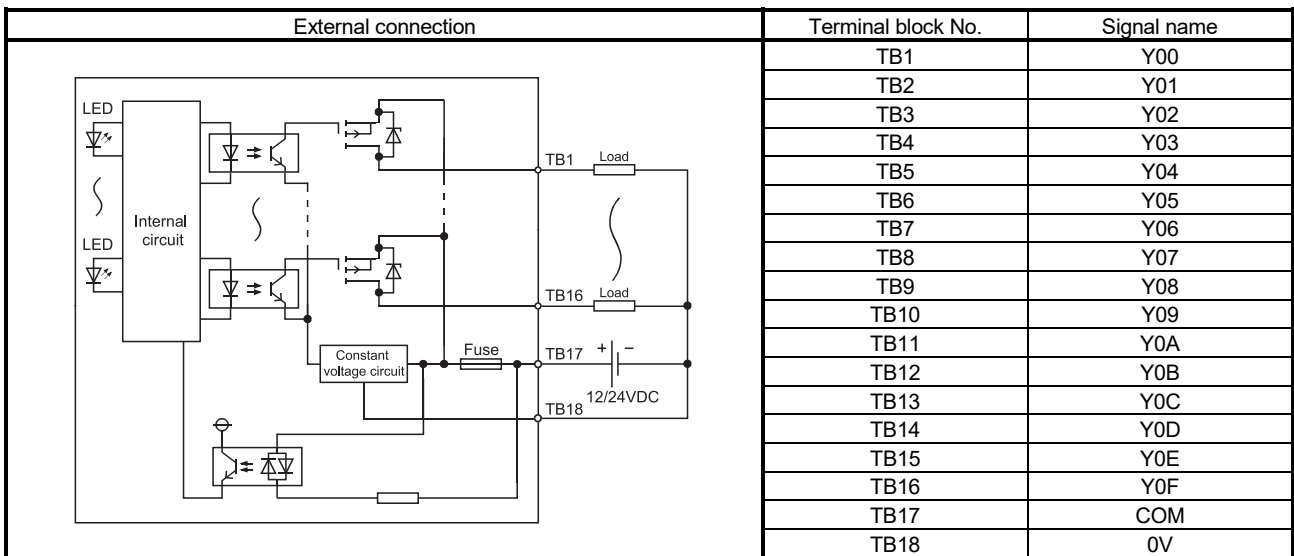 External connection
Terminal block No. Signal name
TB1 Y00
TB2 Y01
TB3 Y02
TB4 Y03
TB5 Y04
TB6 Y05
TB7 Y06
TB8 Y07
TB9 Y08
TB10 Y09
TB11 Y0A
TB12 Y0B
TB13 Y0C
TB14 Y0D
TB15 Y0E
TB16 Y0F
TB17 COM
TB18 0V
LED
TB1 Load
Internal
circuit
LED
TB16 Load
Constant
voltage circuit
Fuse
TB17 + −
12/24VDC
TB18